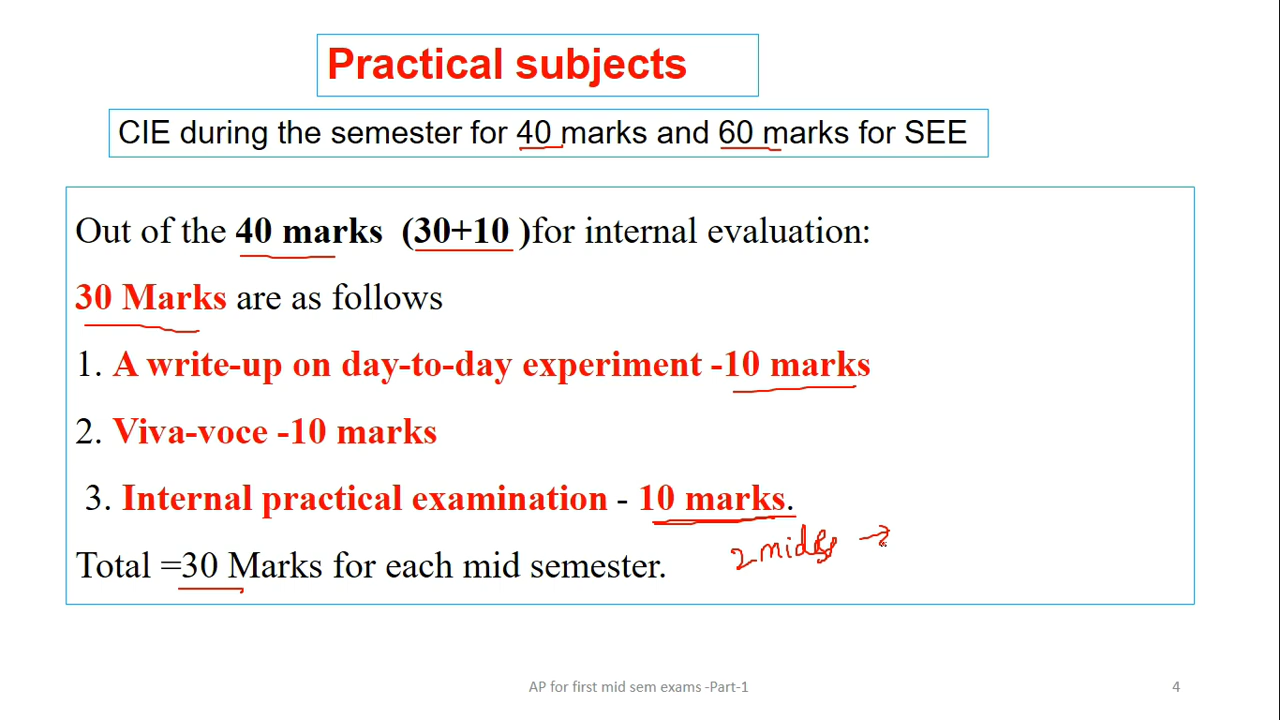 Practical subjects
CIE during the semester for 40 marks and 60 marks for SEE
Out of the 40 marks (30+10 )for internal evaluation:
30 Marks are as follows
1. A write-up on day-to-day experiment -10 marks
2. Viva-voce -10 marks
3. Internal practical examination - 10 marks.
2 mids →
Total =30 Marks for each mid semester.
AP for first mid sem exams -Part-1
4